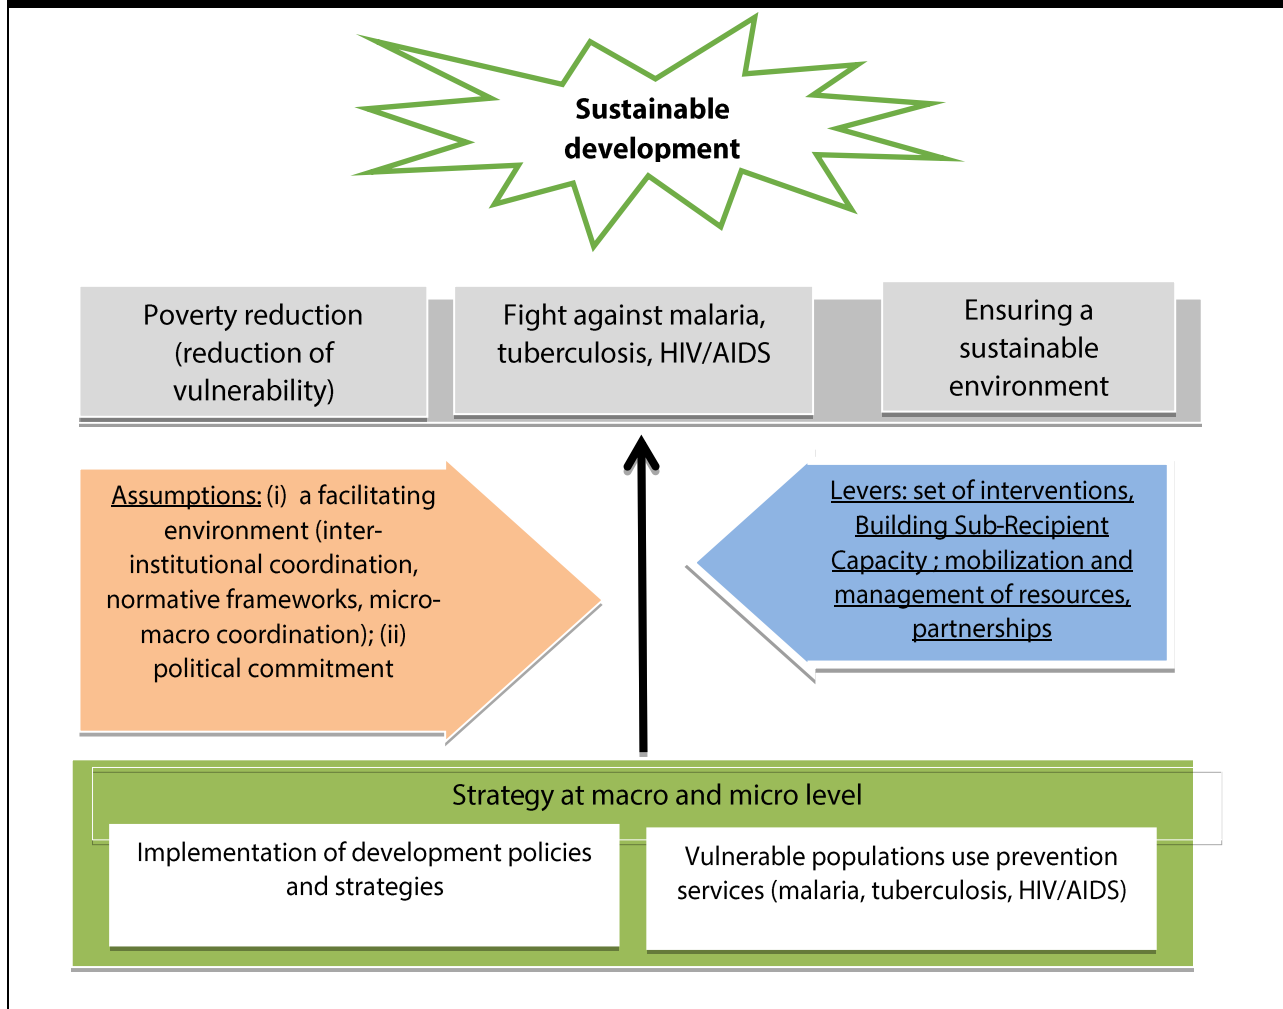 Sustainable
development
Poverty reduction
(reduction of
vulnerability)
Fight against malaria,
tuberculosis, HIV/AIDS
Ensuring a
sustainable
environment
Assumptions: (i)  a facilitating
environment (inter-
institutional coordination,
normative frameworks, micro-
macro coordination); (ii)
political commitment
Levers: set of interventions,
Building Sub-Recipient
Capacity ; mobilization and
management of resources,
partnerships
Strategy at macro and micro level
Implementation of development policies
and strategies
Vulnerable populations use prevention
services (malaria, tuberculosis, HIV/AIDS)